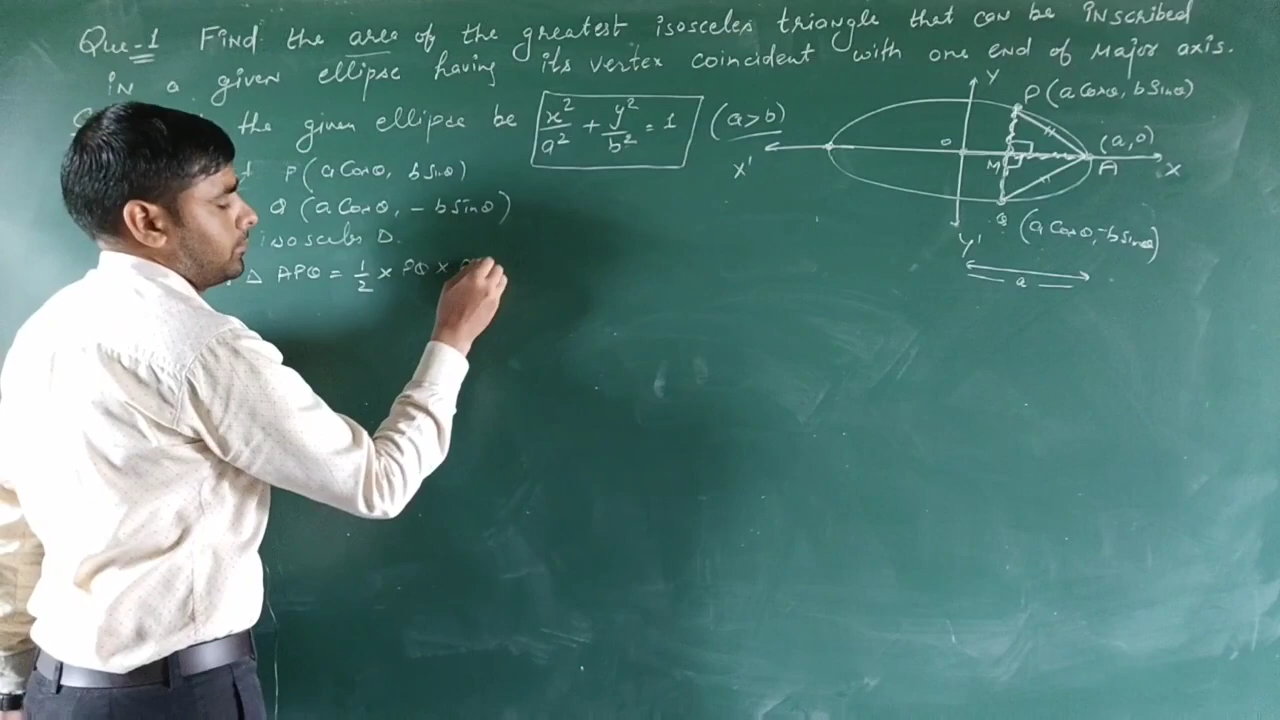 Que-1 Find the area of the greatest isosceles triangle that can be inscribed
in a given ellipse having its vertex coincident with one end of Major axis.
the given ellipse be x²/a² + y²/b² = 1 (a>b)
P(a Cosθ, b Sinθ)
Q(a Cosθ, -b Sinθ)
isosceles Δ.
Δ APQ = 1/2 × PQ ×
Y
P(a Cosθ, b Sinθ)
(a,0)
X'
O
M
A
X
Q (a Cosθ, -b Sinθ)
Y'
a